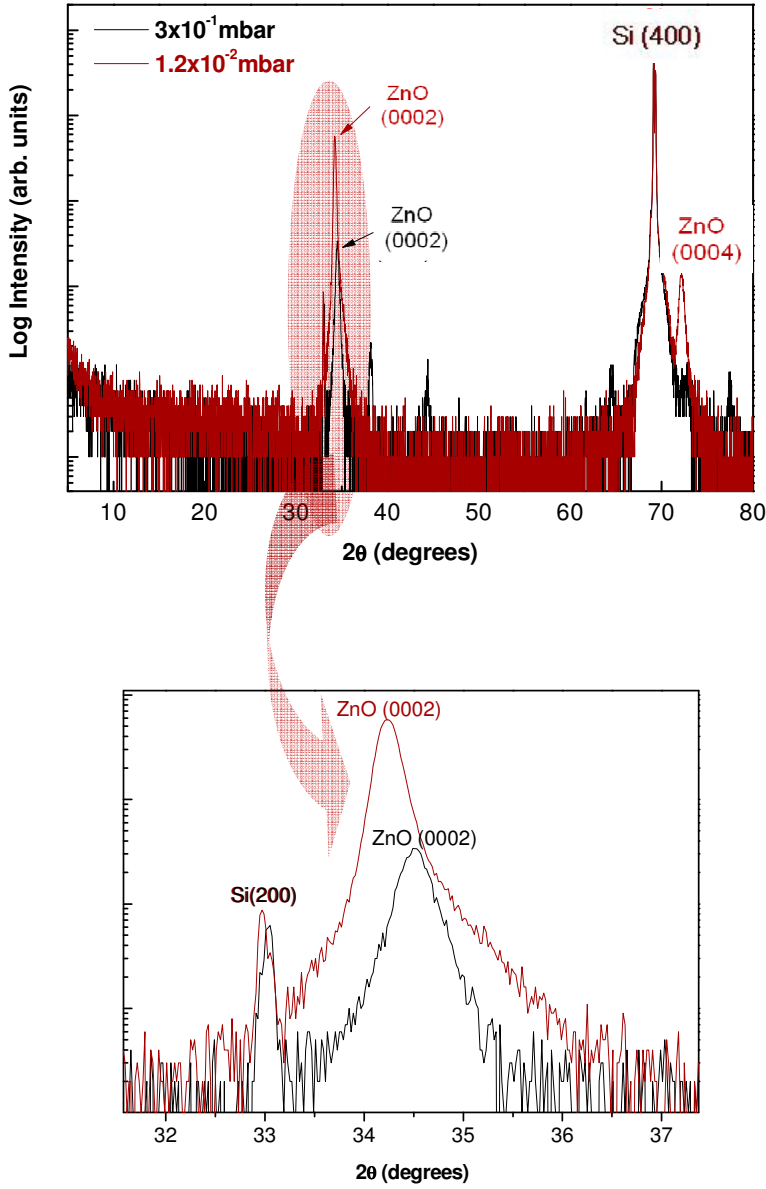 3x10⁻¹mbar
1.2x10⁻²mbar
Si (400)
ZnO
(0002)
ZnO
(0002)
ZnO
(0004)
Log Intensity (arb. units)
10 20 30 40 50 60 70 80
2θ (degrees)
ZnO (0002)
ZnO (0002)
Si(200)
32 33 34 35 36 37
2θ (degrees)